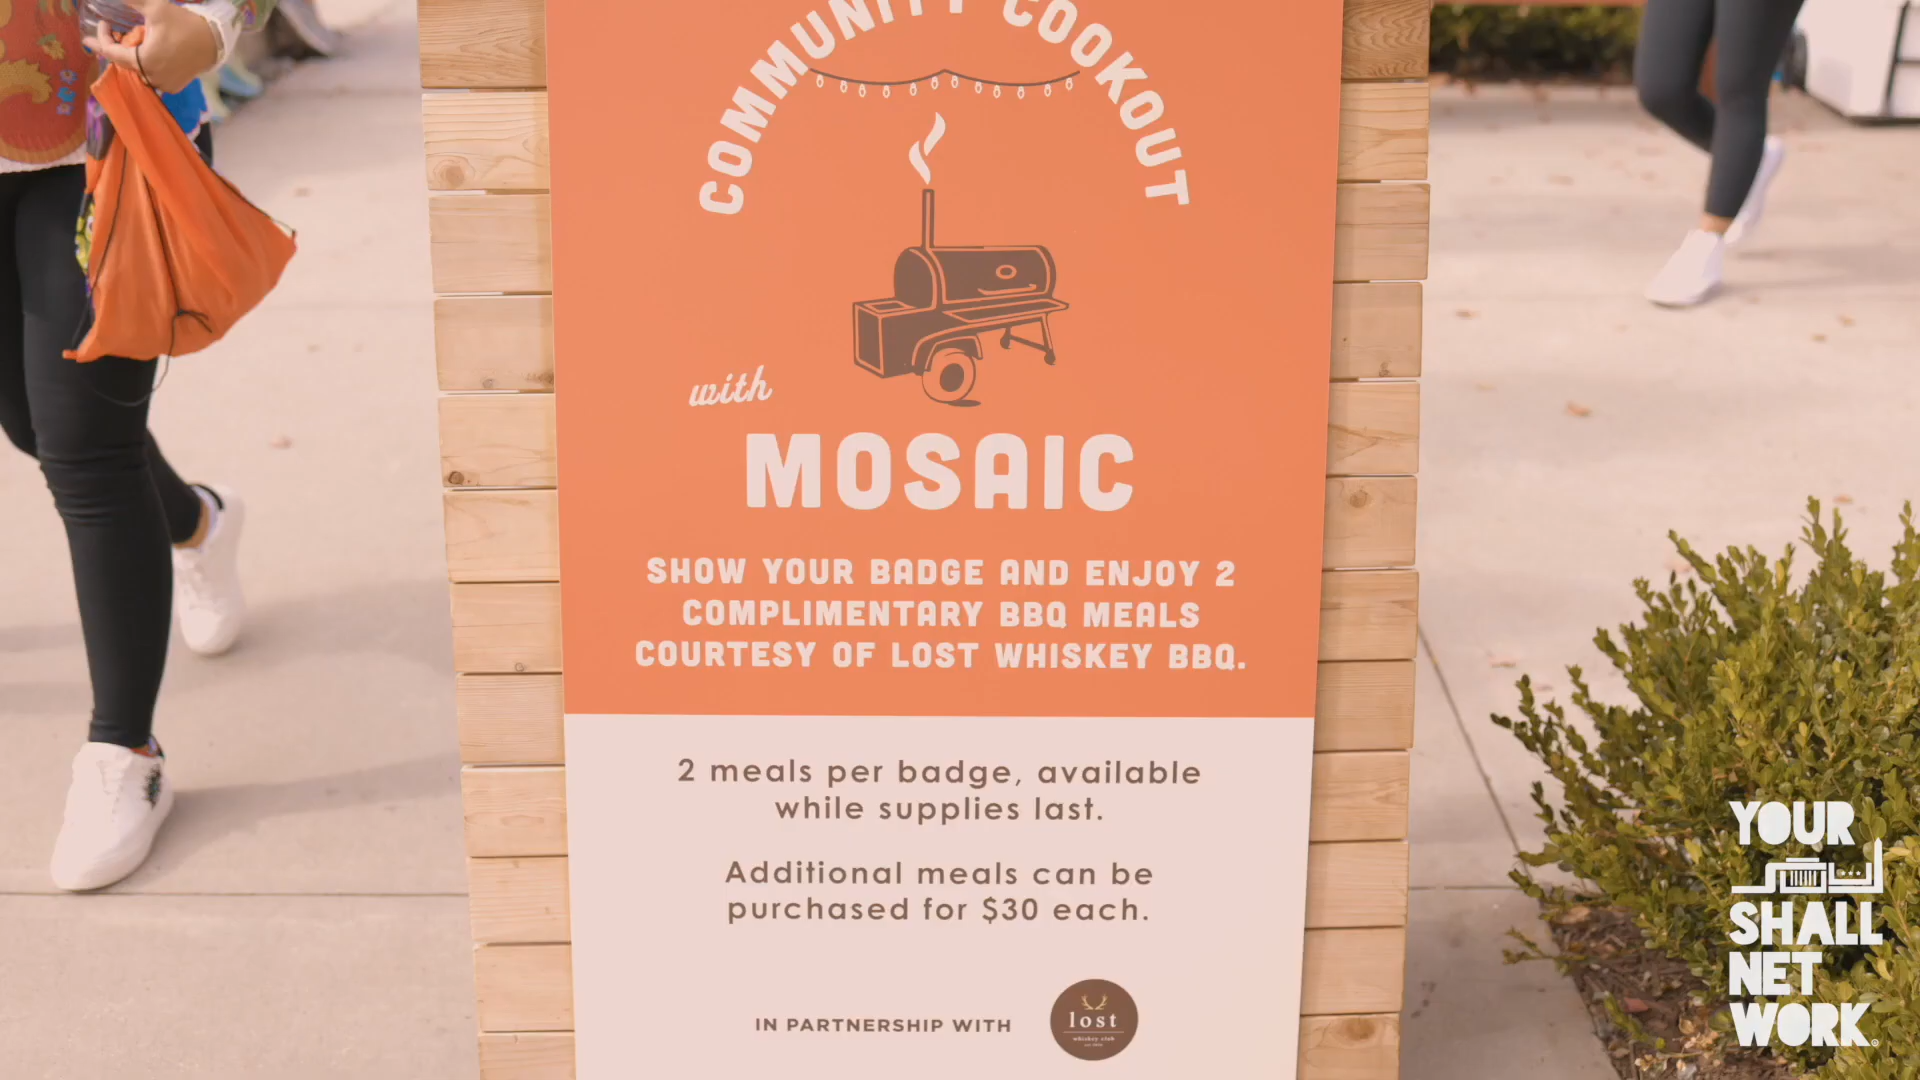 COMMUNITY COOKOUT
with
MOSAIC
SHOW YOUR BADGE AND ENJOY 2
COMPLIMENTARY BBQ MEALS
COURTESY OF LOST WHISKEY BBQ.
2 meals per badge, available
while supplies last.
Additional meals can be
purchased for $30 each.
IN PARTNERSHIP WITH
lost
whiskey club
YOUR
SHALL
NET
WORK